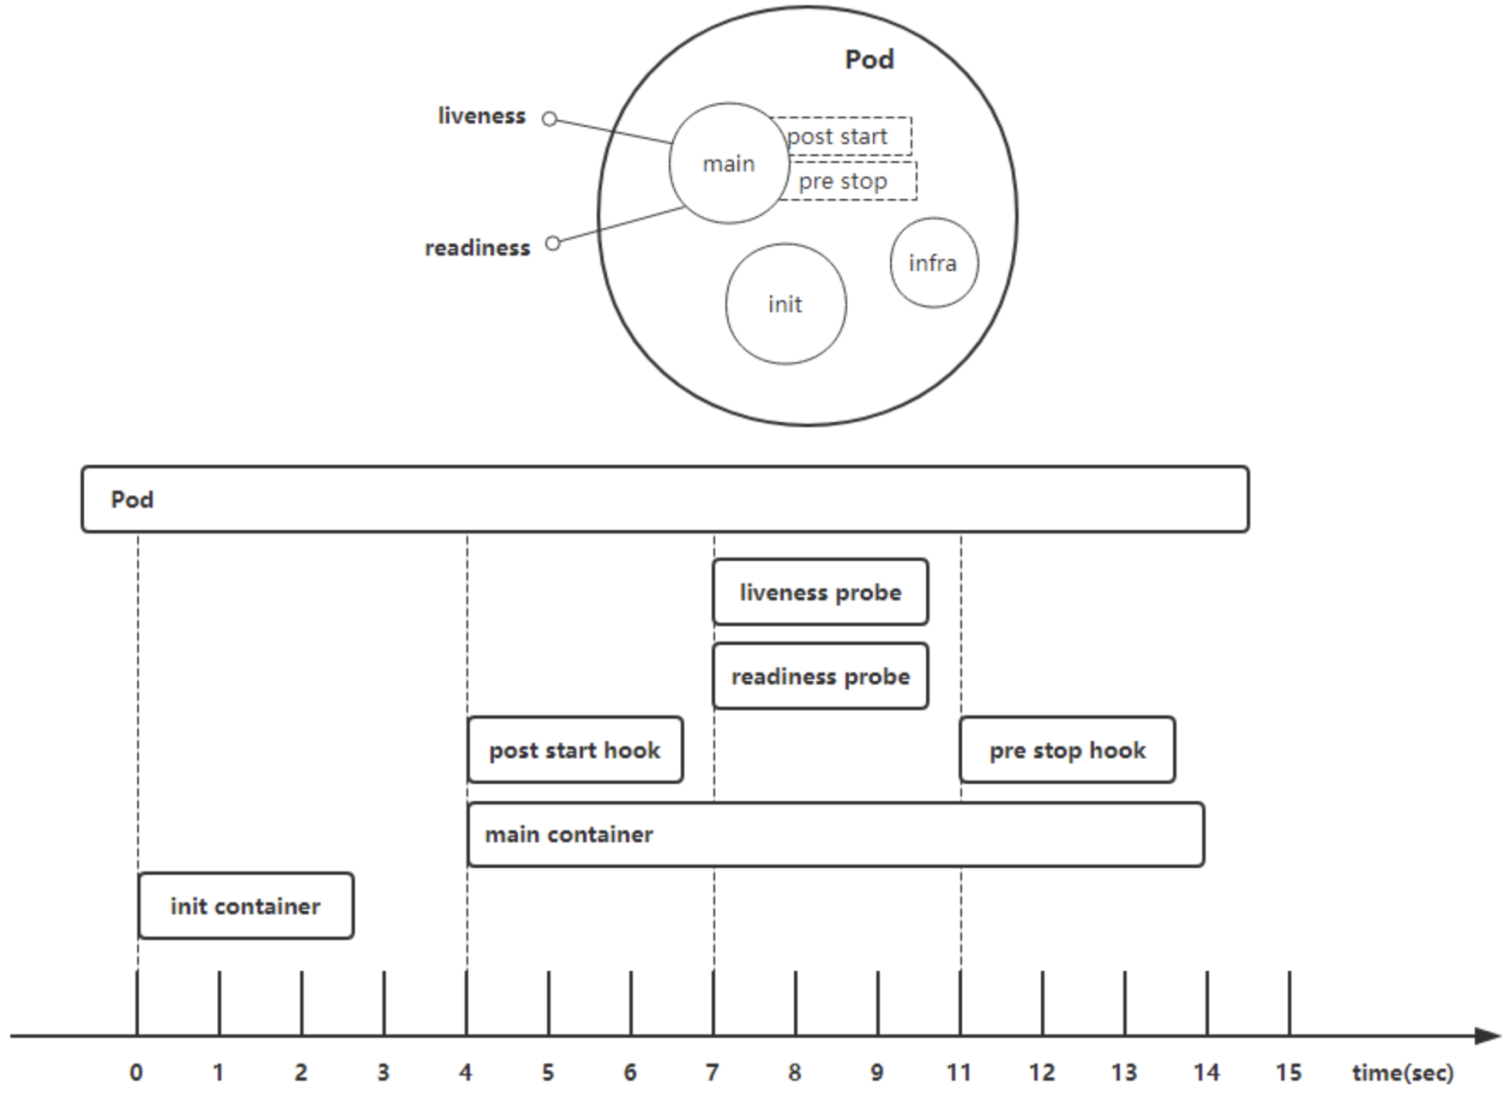 Pod
liveness
post start
main
pre stop
readiness
infra
init
Pod
liveness probe
readiness probe
post start hook
pre stop hook
main container
init container
0 1 2 3 4 5 6 7 8 9 11 12 13 14 15 time(sec)